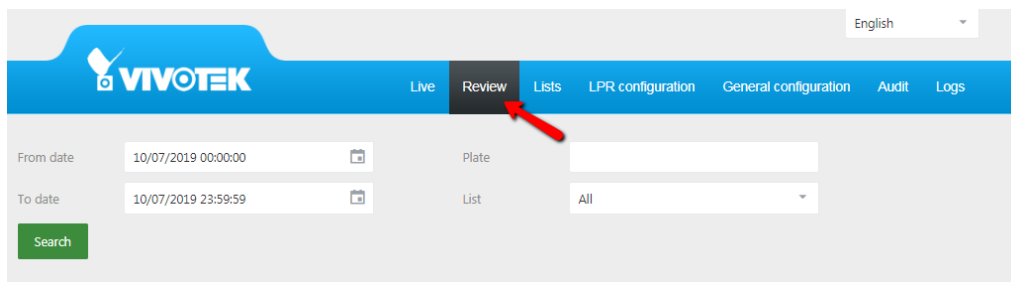 English
VIVOTEK
Live Review Lists LPR configuration General configuration Audit Logs
From date 10/07/2019 00:00:00 Plate
To date 10/07/2019 23:59:59 List All
Search